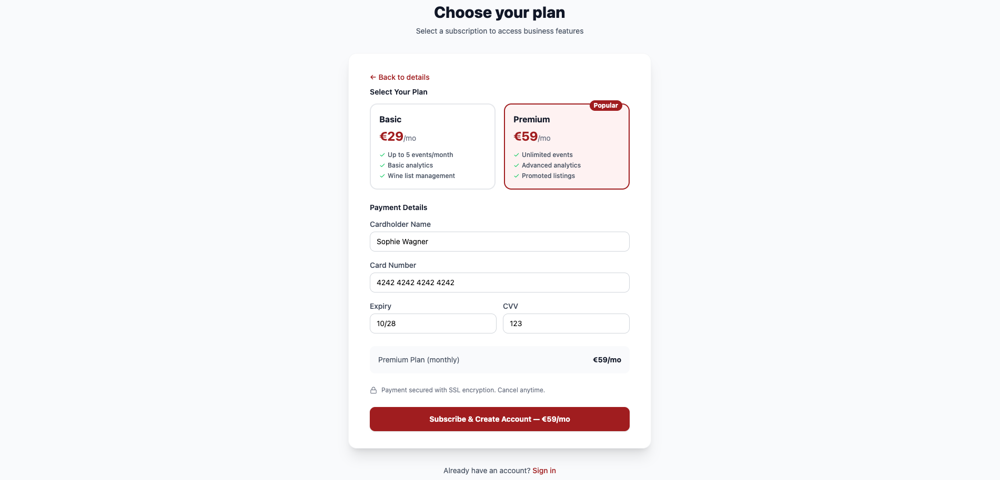 Choose your plan
Select a subscription to access business features
← Back to details
Select Your Plan
Basic
€29/mo
✓ Up to 5 events/month
✓ Basic analytics
✓ Wine list management
Popular
Premium
€59/mo
✓ Unlimited events
✓ Advanced analytics
✓ Promoted listings
Payment Details
Cardholder Name
Sophie Wagner
Card Number
4242 4242 4242 4242
Expiry
10/28
CVV
123
Premium Plan (monthly) €59/mo
Payment secured with SSL encryption. Cancel anytime.
Subscribe & Create Account — €59/mo
Already have an account? Sign in